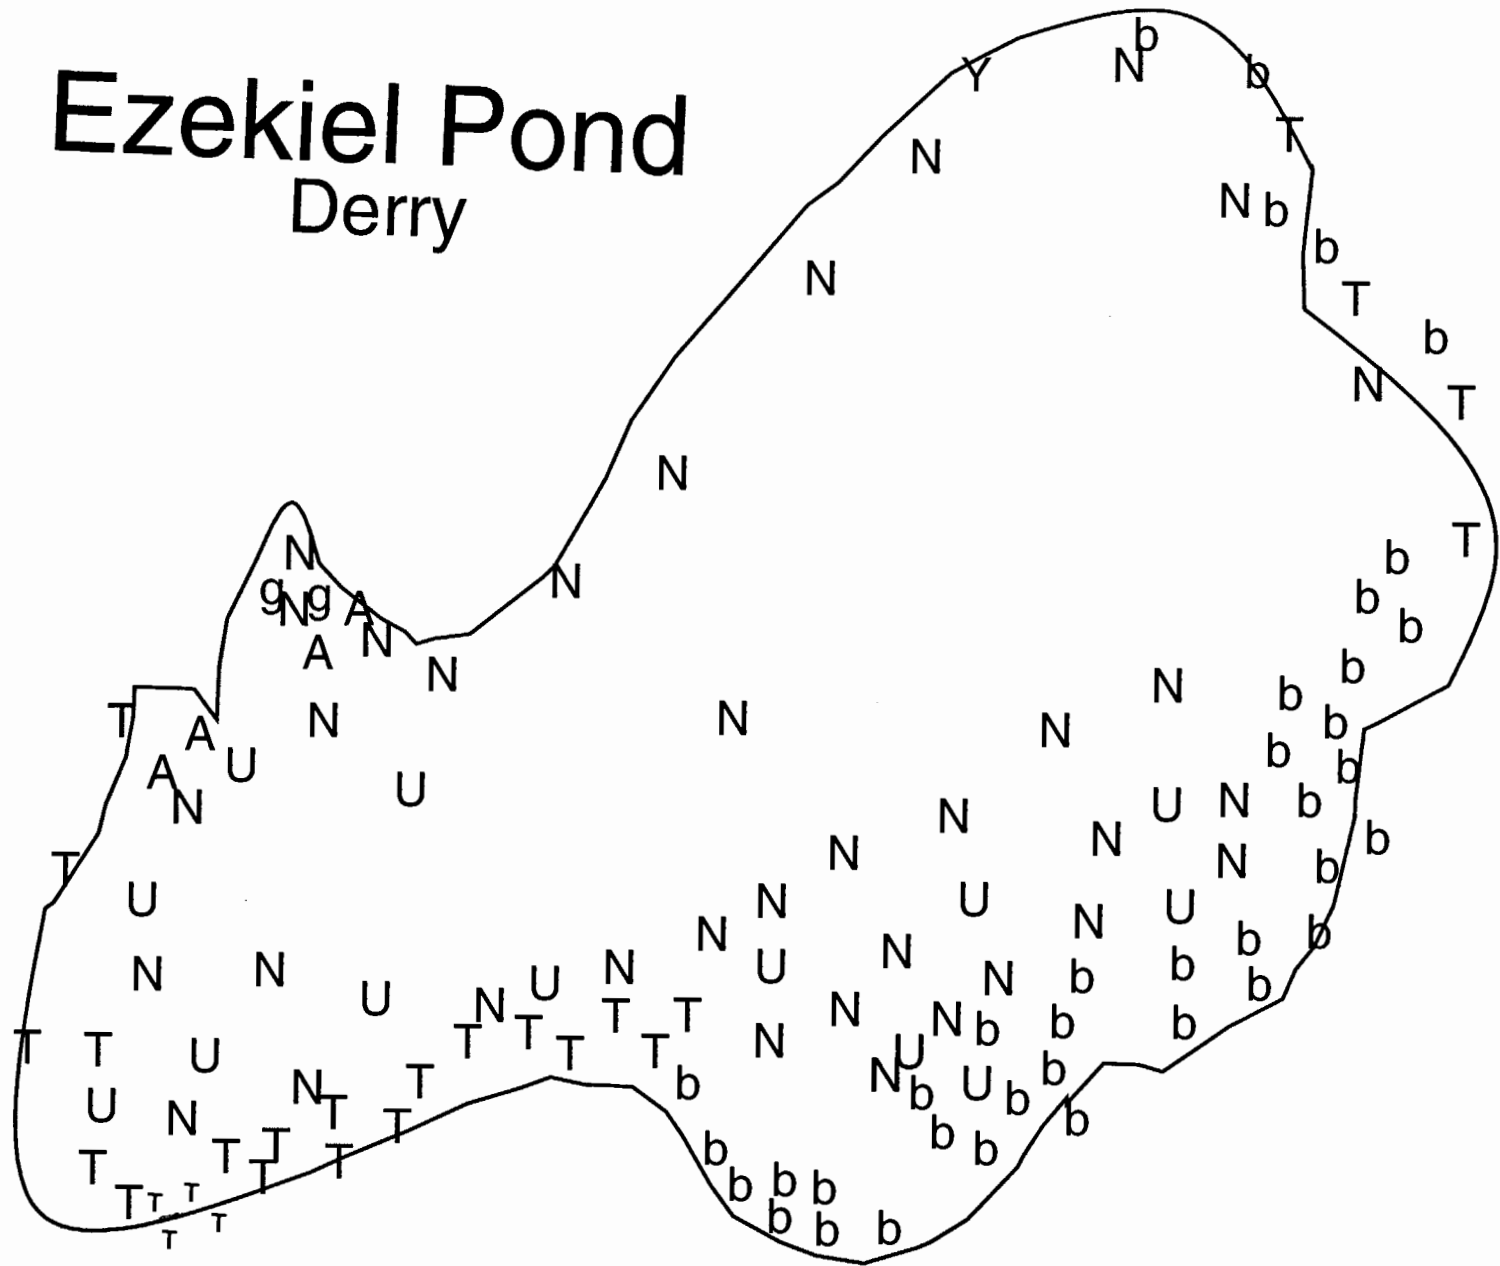 Ezekiel Pond
Derry
b
Y N b
T
N
N b
b
N
T
b
N T
N
T
N b
N b
g N g A b
N
A b
N N
N b
T A N N N b
U b b
A U
N U N b
N
N b
T N N b
U N U
N N b b
U N
N N U N U N N b b b
T T N N b b b
T T U T T N U
T N b
T b U b
U N N T b
T b b
T T b
T b
T T b b b
T T T
T b b b
T